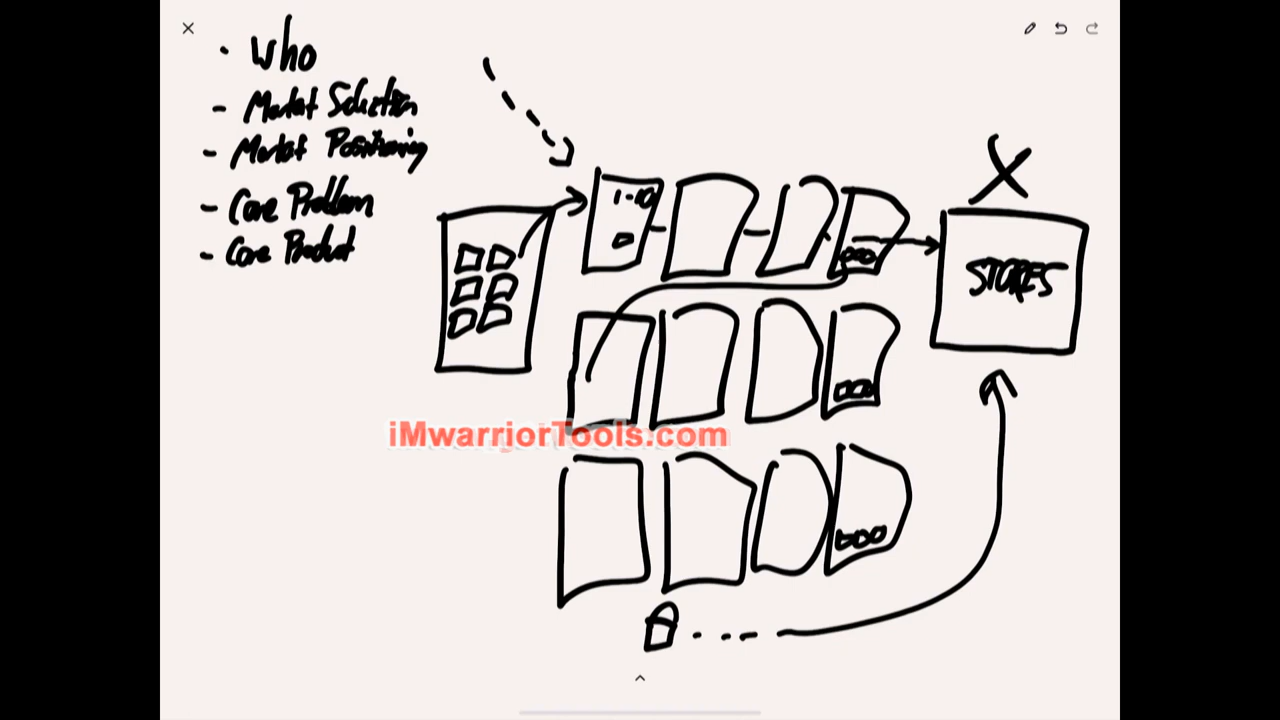 • Who
- Market Selection
- Market Positioning
- Core Problem
- Core Product
1-10
X
STORES
iMwarriorTools.com